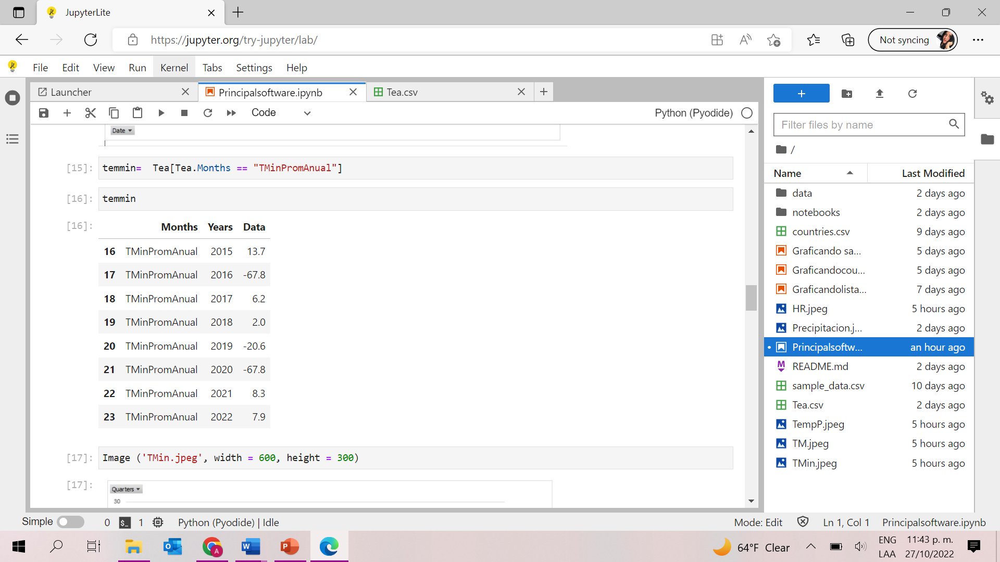 JupyterLite
https://jupyter.org/try-jupyter/lab/
Not syncing
File Edit View Run Kernel Tabs Settings Help
Launcher Principalsoftware.ipynb Tea.csv
Code Python (Pyodide)
Date
[15]: temmin=  Tea[Tea.Months == "TMinPromAnual"]
[16]: temmin
[16]: Months Years Data
16 TMinPromAnual 2015 13.7
17 TMinPromAnual 2016 -67.8
18 TMinPromAnual 2017 6.2
19 TMinPromAnual 2018 2.0
20 TMinPromAnual 2019 -20.6
21 TMinPromAnual 2020 -67.8
22 TMinPromAnual 2021 8.3
23 TMinPromAnual 2022 7.9
[17]: Image ('TMin.jpeg', width = 600, height = 300)
[17]: Quarters
30
Filter files by name
/
Name Last Modified
data 2 days ago
notebooks 2 days ago
countries.csv 9 days ago
Graficando sa... 5 days ago
Graficandocou... 5 days ago
Graficandolista... 7 days ago
HR.jpeg 5 hours ago
Precipitacion.j... 2 days ago
Principalsoftw... an hour ago
README.md 2 days ago
sample_data.csv 10 days ago
Tea.csv 2 days ago
TempP.jpeg 5 hours ago
TM.jpeg 5 hours ago
TMin.jpeg 5 hours ago
Simple 0 $_ 1 Python (Pyodide) | Idle Mode: Edit Ln 1, Col 1 Principalsoftware.ipynb
64°F Clear
ENG
LAA
11:43 p. m.
27/10/2022